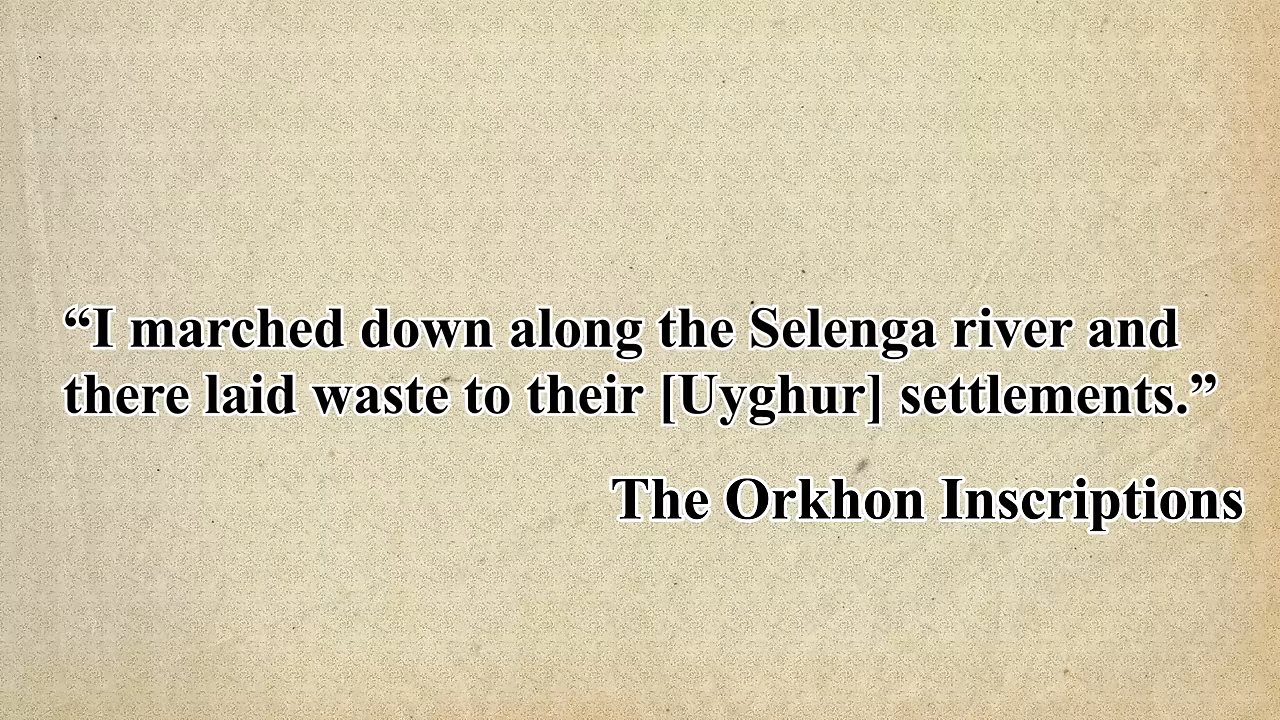 “I marched down along the Selenga river and
there laid waste to their [Uyghur] settlements.”
The Orkhon Inscriptions